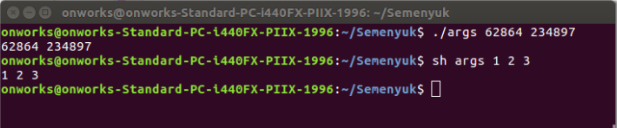 onworks@onworks-Standard-PC-i440FX-PIIX-1996: ~/Semenyuk
onworks@onworks-Standard-PC-i440FX-PIIX-1996:~/Semenyuk$ ./args 62864 234897
62864 234897
onworks@onworks-Standard-PC-i440FX-PIIX-1996:~/Semenyuk$ sh args 1 2 3
1 2 3
onworks@onworks-Standard-PC-i440FX-PIIX-1996:~/Semenyuk$